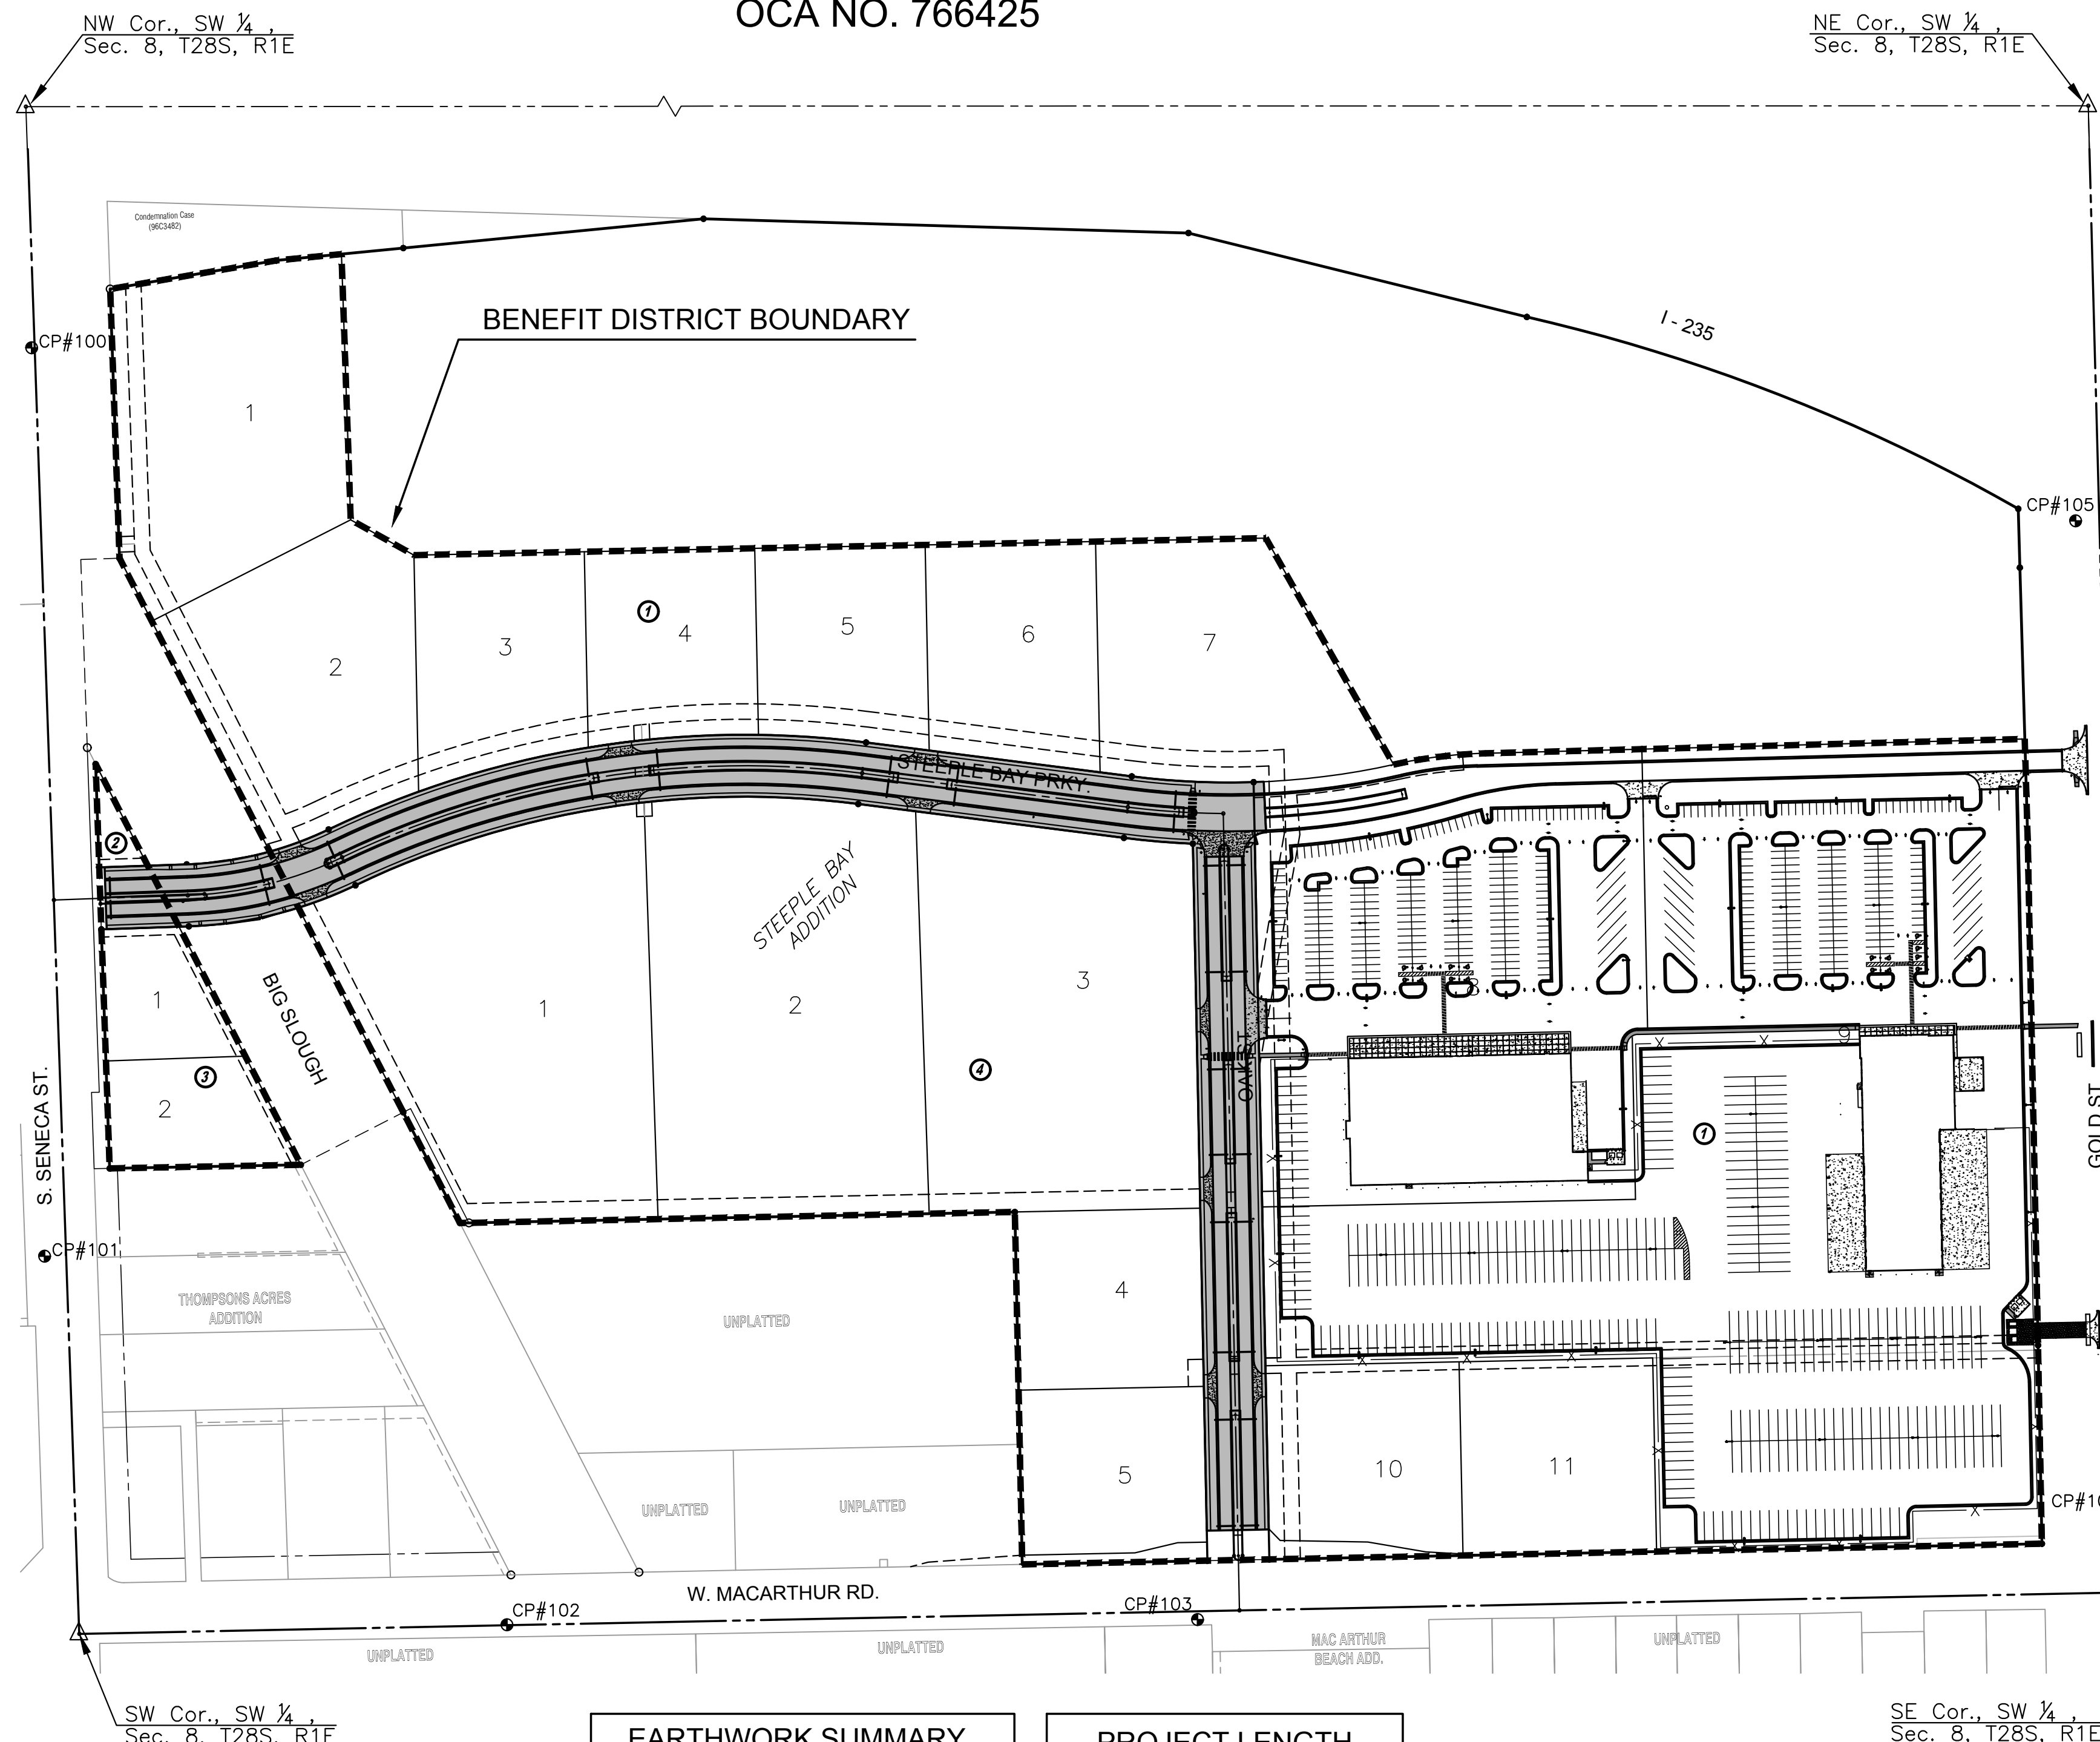 OCA NO. 766425
NW Cor., SW ¼ ,
Sec. 8, T28S, R1E
NE Cor., SW ¼ ,
Sec. 8, T28S, R1E
Condemnation Case
(96C3482)
BENEFIT DISTRICT BOUNDARY
I - 235
CP#100
1
CP#105
1
2
3
4
5
6
7
STEEPLE BAY PRKY.
2
STEEPLE BAY
ADDITION
BIG SLOUGH
1
3
2
1
2
3
4
OAK ST.
8
9
1
S. SENECA ST.
GOLD ST.
CP#101
THOMPSONS ACRES
ADDITION
UNPLATTED
4
5
10
11
UNPLATTED
UNPLATTED
W. MACARTHUR RD.
CP#102
CP#103
CP#10
UNPLATTED
UNPLATTED
MAC ARTHUR
BEACH ADD.
UNPLATTED
SW Cor., SW ¼ ,
Sec. 8, T28S, R1E
EARTHWORK SUMMARY
PROJECT LENGTH
SE Cor., SW ¼ ,
Sec. 8, T28S, R1E